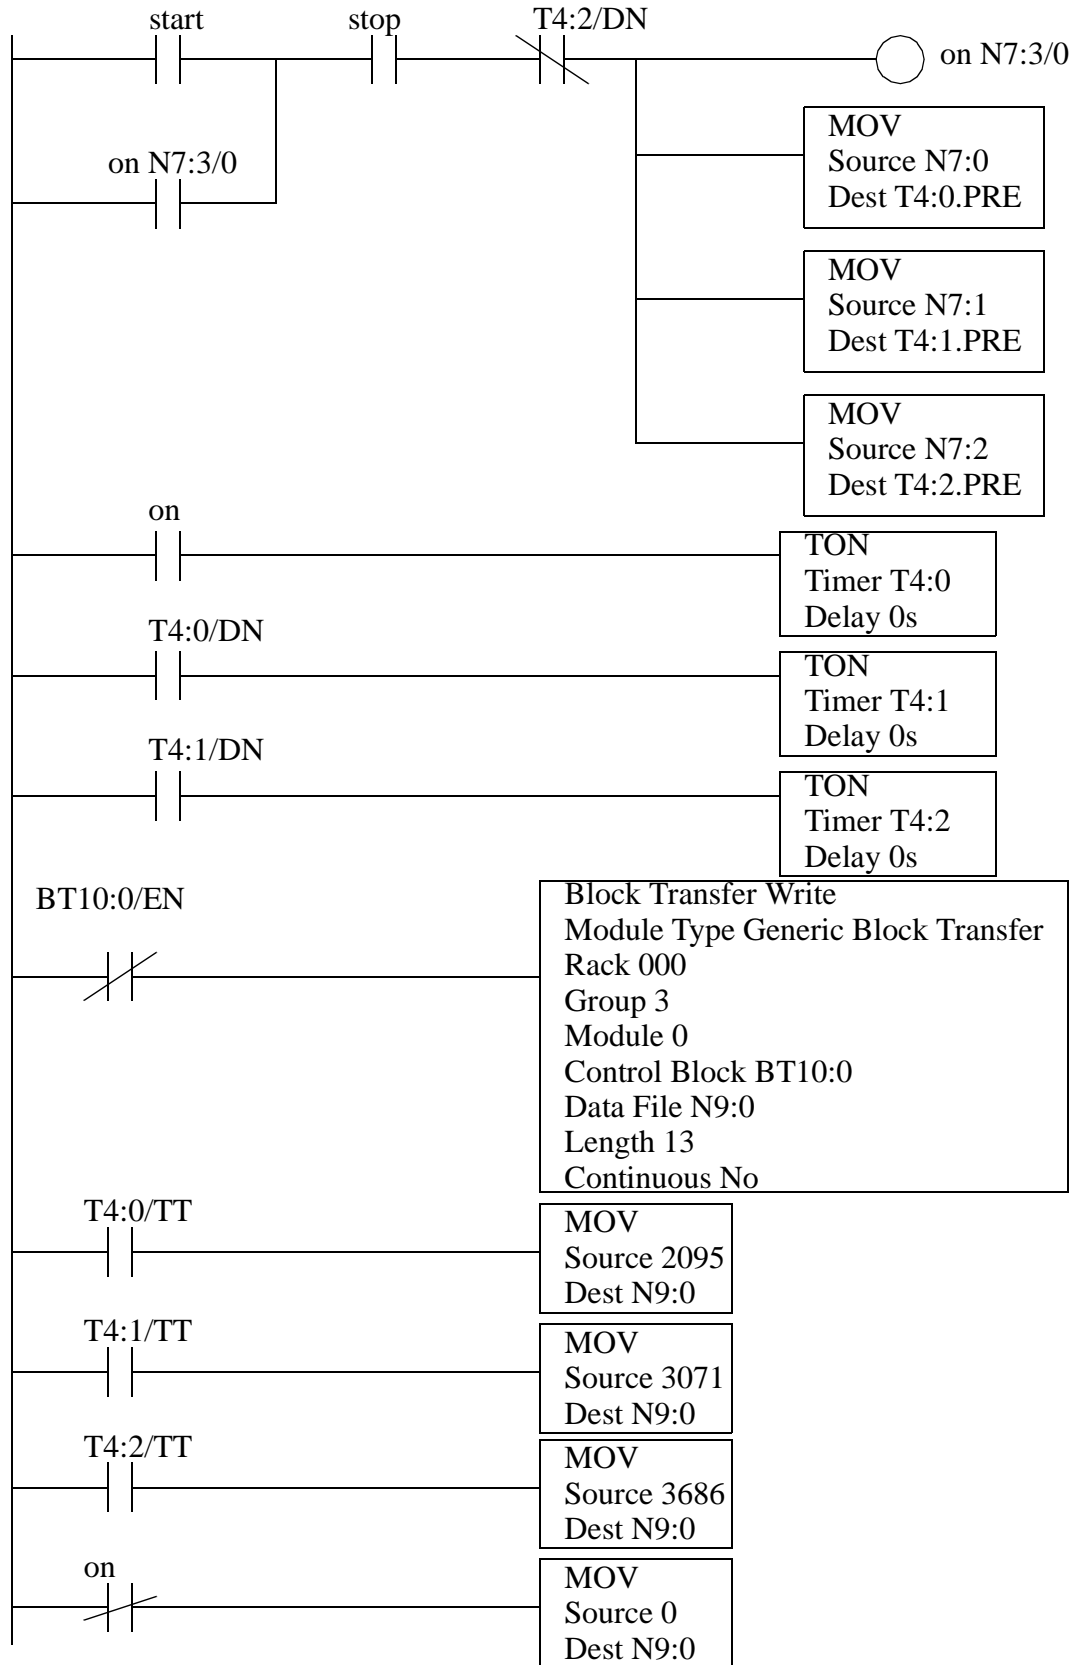 start
stop
T4:2/DN
on N7:3/0
MOV
Source N7:0
Dest T4:0.PRE
on N7:3/0
MOV
Source N7:1
Dest T4:1.PRE
MOV
Source N7:2
Dest T4:2.PRE
on
TON
Timer T4:0
Delay 0s
T4:0/DN
TON
Timer T4:1
Delay 0s
T4:1/DN
TON
Timer T4:2
Delay 0s
BT10:0/EN
Block Transfer Write
Module Type Generic Block Transfer
Rack 000
Group 3
Module 0
Control Block BT10:0
Data File N9:0
Length 13
Continuous No
T4:0/TT
MOV
Source 2095
Dest N9:0
T4:1/TT
MOV
Source 3071
Dest N9:0
T4:2/TT
MOV
Source 3686
Dest N9:0
on
MOV
Source 0
Dest N9:0